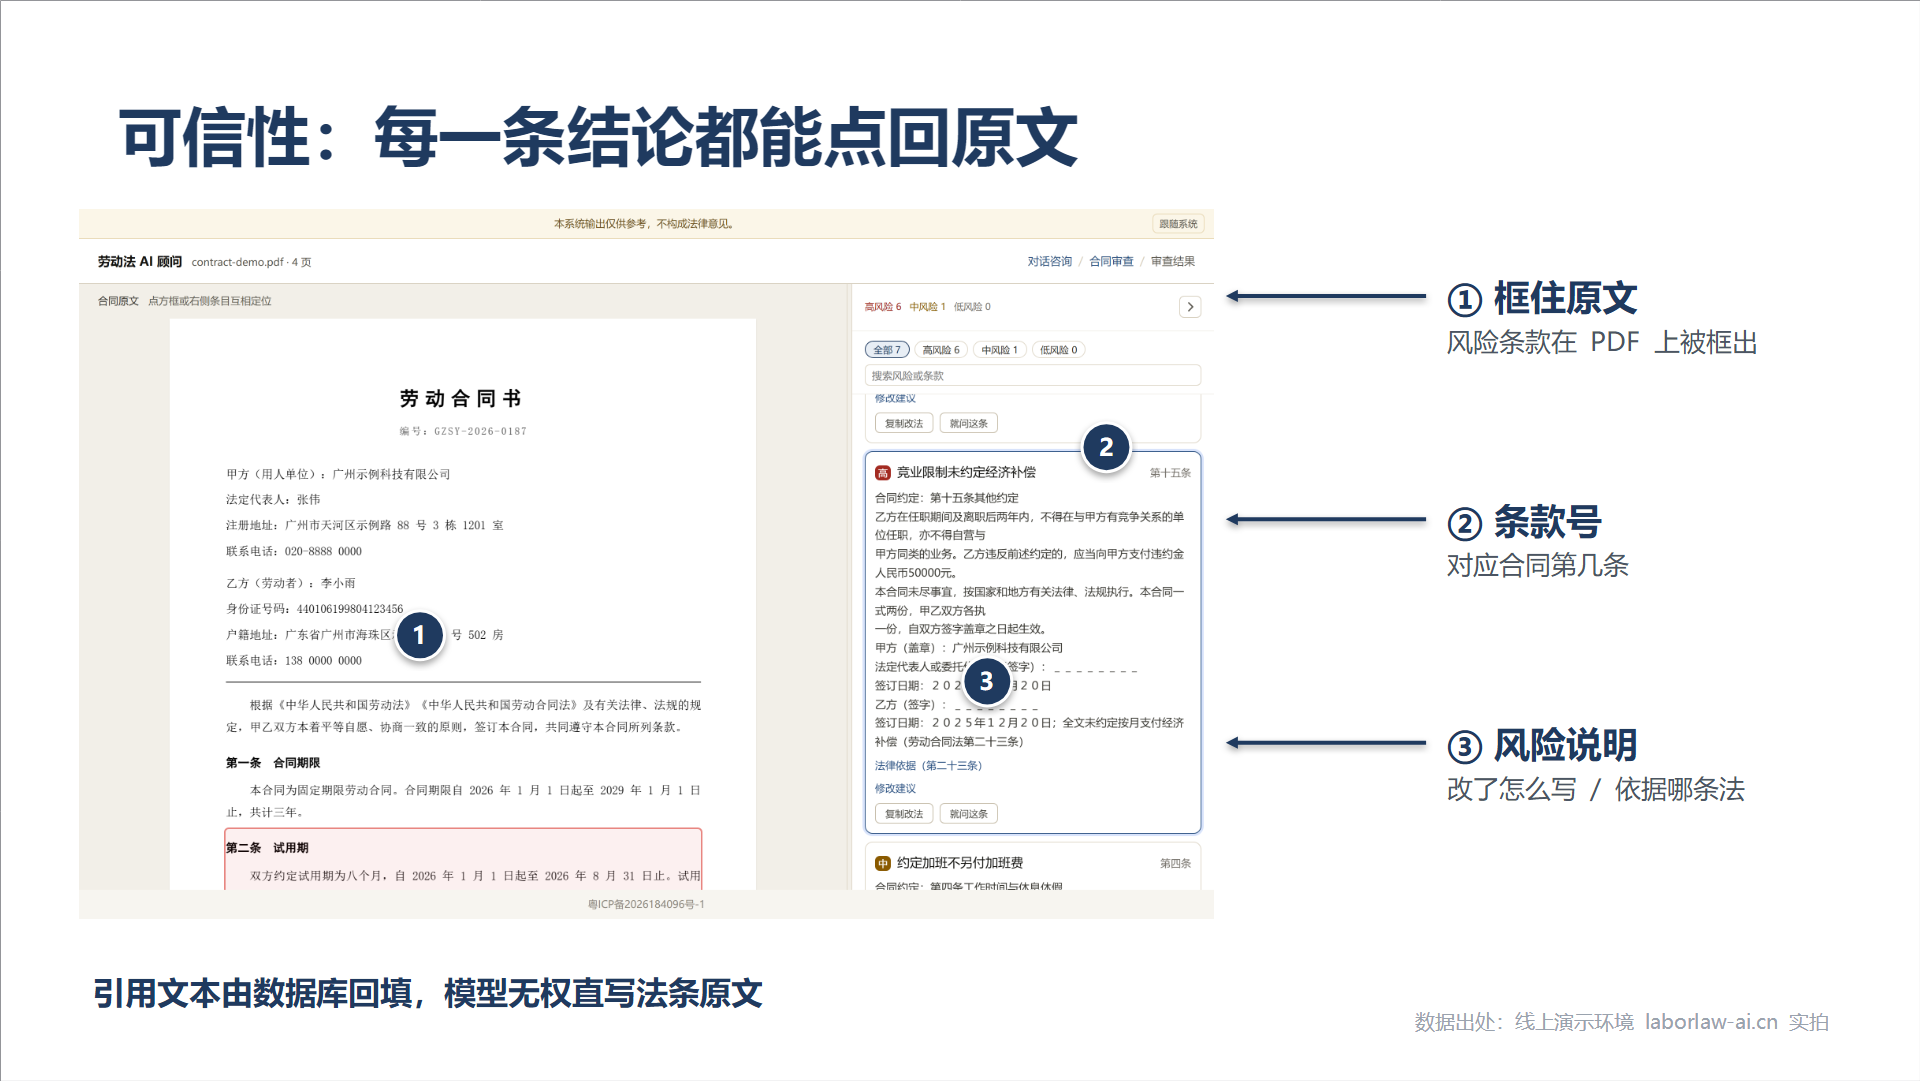 可信性：每一条结论都能点回原文
本系统输出仅供参考，不构成法律意见。
跟随系统
劳动法 AI 顾问 contract-demo.pdf · 4 页
对话咨询 / 合同审查 / 审查结果
合同原文 点方框或右侧条目互相定位
劳动合同书
编号：GZSY-2026-0187
甲方（用人单位）：广州示例科技有限公司
法定代表人：张伟
注册地址：广州市天河区示例路 88 号 3 栋 1201 室
联系电话：020-8888 0000
乙方（劳动者）：李小雨
身份证号码：440106199804123456
户籍地址：广东省广州市海珠区 号 502 房
1
联系电话：138 0000 0000
根据《中华人民共和国劳动法》《中华人民共和国劳动合同法》及有关法律、法规的规
定，甲乙双方本着平等自愿、协商一致的原则，签订本合同，共同遵守本合同所列条款。
第一条 合同期限
本合同为固定期限劳动合同。合同期限自 2026 年 1 月 1 日起至 2029 年 1 月 1 日
止，共计三年。
第二条 试用期
双方约定试用期为八个月，自 2026 年 1 月 1 日起至 2026 年 8 月 31 日止。试用
高风险 6 中风险 1 低风险 0
全部 7 高风险 6 中风险 1 低风险 0
搜索风险或条款
修改建议
复制改法 就问这条
2
高 竞业限制未约定经济补偿 第十五条
合同约定：第十五条其他约定
乙方在任职期间及离职后两年内，不得在与甲方有竞争关系的单
位任职，亦不得自营与
甲方同类的业务。乙方违反前述约定的，应当向甲方支付违约金
人民币50000元。
本合同未尽事宜，按国家和地方有关法律、法规执行。本合同一
式两份，甲乙双方各执
一份，自双方签字盖章之日起生效。
甲方（盖章）：广州示例科技有限公司
法定代表人或委托 签字）：＿＿＿＿＿＿＿＿
签订日期：２０２ 月２０日
3
乙方（签字）：＿＿＿＿＿＿＿＿
签订日期：２０２５年１２月２０日；全文未约定按月支付经济
补偿（劳动合同法第二十三条）
法律依据（第二十三条）
修改建议
复制改法 就问这条
中 约定加班不另付加班费 第四条
合同约定：第四条工作时间与休息休假
粤ICP备2026184096号-1
① 框住原文
风险条款在 PDF 上被框出
② 条款号
对应合同第几条
③ 风险说明
改了怎么写 / 依据哪条法
引用文本由数据库回填，模型无权直写法条原文
数据出处：线上演示环境 laborlaw-ai.cn 实拍